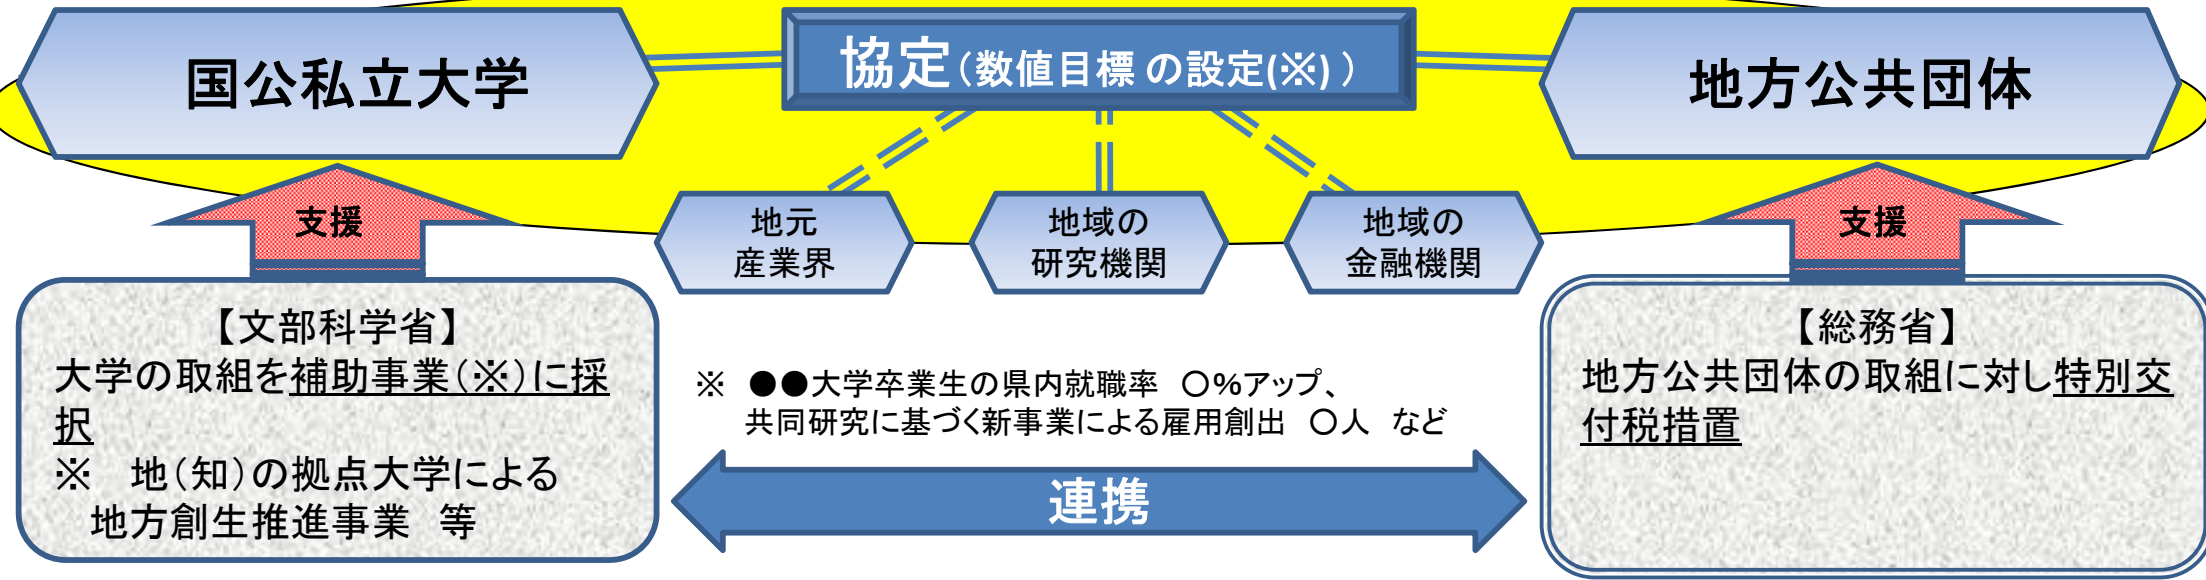 国公私立大学
協定(数値目標の設定(※))
地方公共団体
支援
地元
産業界
地域の
研究機関
地域の
金融機関
支援
【文部科学省】
大学の取組を補助事業(※)に採
択
※　地(知)の拠点大学による
地方創生推進事業　等
※　●●大学卒業生の県内就職率　○%アップ、
共同研究に基づく新事業による雇用創出　○人　など
連携
【総務省】
地方公共団体の取組に対し特別交
付税措置